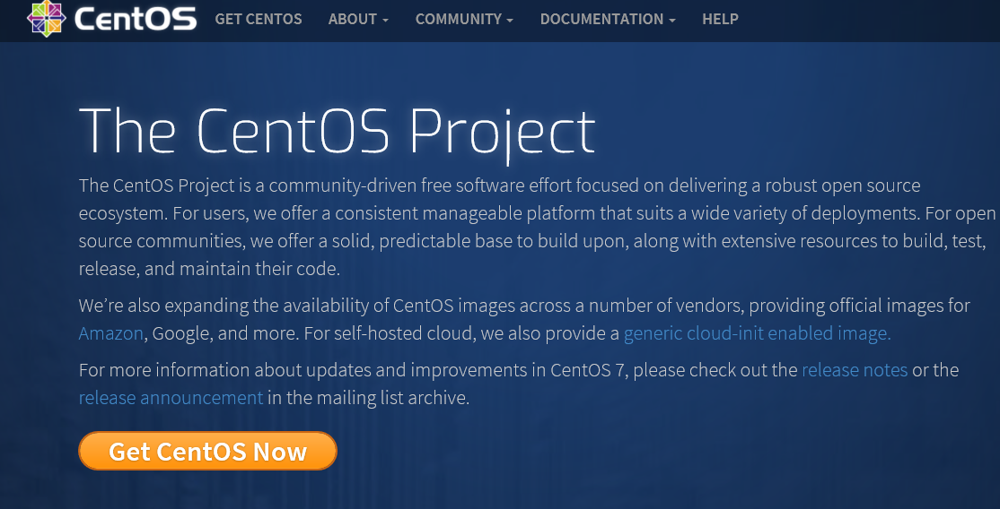 CentOS GET CENTOS ABOUT COMMUNITY DOCUMENTATION HELP
The CentOS Project
The CentOS Project is a community-driven free software effort focused on delivering a robust open source
ecosystem. For users, we offer a consistent manageable platform that suits a wide variety of deployments. For open
source communities, we offer a solid, predictable base to build upon, along with extensive resources to build, test,
release, and maintain their code.
We’re also expanding the availability of CentOS images across a number of vendors, providing official images for
Amazon, Google, and more. For self-hosted cloud, we also provide a generic cloud-init enabled image.
For more information about updates and improvements in CentOS 7, please check out the release notes or the
release announcement in the mailing list archive.
Get CentOS Now